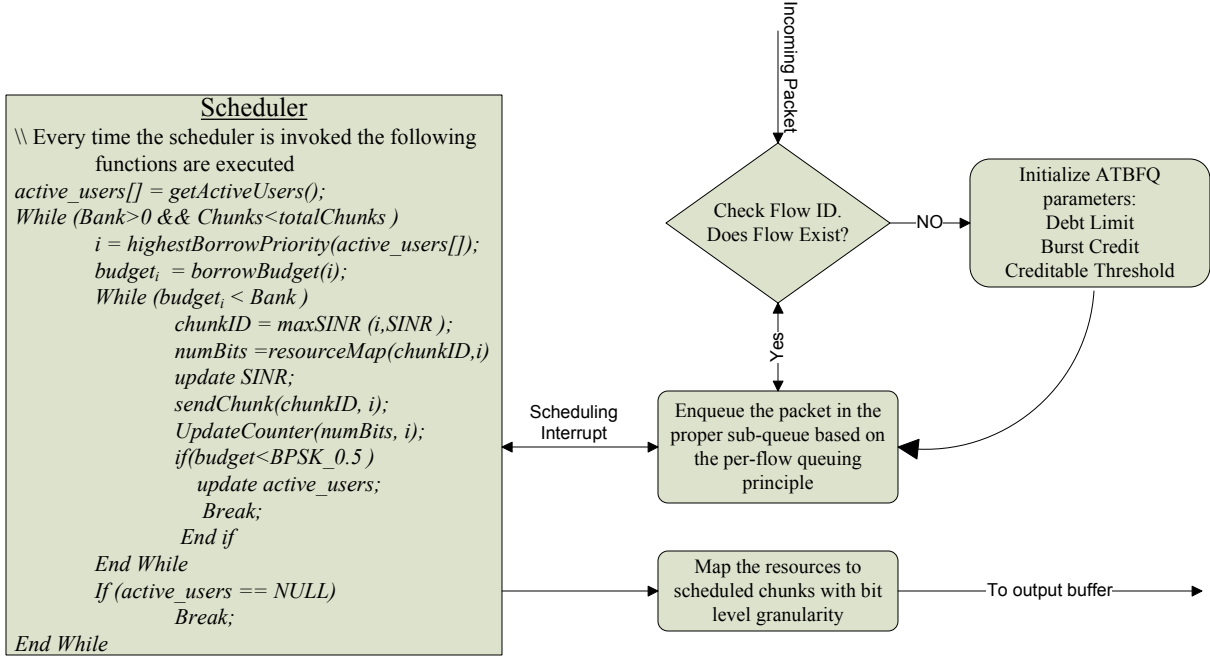 Incoming Packet
Scheduler
\\ Every time the scheduler is invoked the following
functions are executed
active_users[] = getActiveUsers();
While (Bank>0 && Chunks<totalChunks )
i = highestBorrowPriority(active_users[]);
budgeti = borrowBudget(i);
While (budgeti < Bank )
chunkID = maxSINR (i,SINR );
numBits =resourceMap(chunkID,i)
update SINR;
sendChunk(chunkID, i);
UpdateCounter(numBits, i);
if(budget<BPSK_0.5 )
update active_users;
Break;
End if
End While
If (active_users == NULL)
Break;
End While
Check Flow ID.
Does Flow Exist?
NO
Initialize ATBFQ
parameters:
Debt Limit
Burst Credit
Creditable Threshold
Yes
Scheduling
Interrupt
Enqueue the packet in the
proper sub-queue based on
the per-flow queuing
principle
Map the resources to
scheduled chunks with bit
level granularity
To output buffer